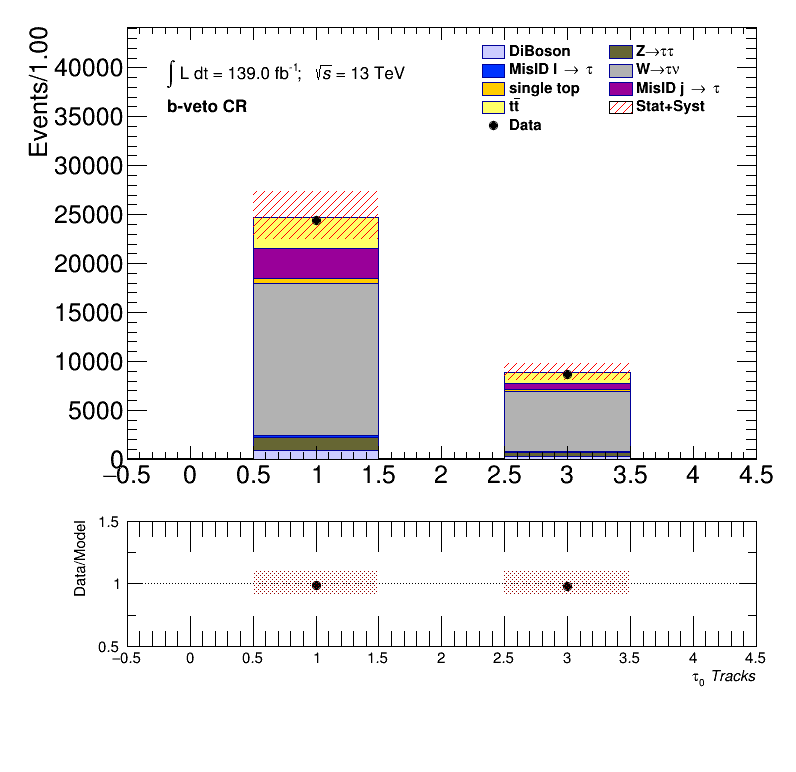 Events/1.00
40000
35000
30000
25000
20000
15000
10000
5000
0
∫ L dt = 139.0 fb⁻¹; √s = 13 TeV
b-veto CR
DiBoson
Z→ττ
MisID l → τ
W→τν
single top
MisID j → τ
tt̄
Stat+Syst
Data
−0.5 0 0.5 1 1.5 2 2.5 3 3.5 4 4.5
Data/Model
1.5
1
0.5
−0.5 0 0.5 1 1.5 2 2.5 3 3.5 4 4.5
τ₀ Tracks